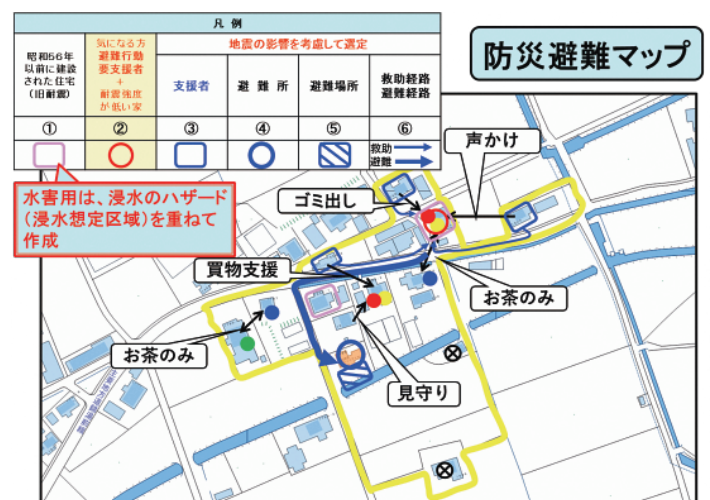 凡 例
昭和56年
以前に建設
された住宅
(旧耐震)
気になる方
避難行動
要支援者
+
耐震強度
が低い家
地震の影響を考慮して選定
支援者
避 難 所
避難場所
救助経路
避難経路
① ② ③ ④ ⑤ ⑥
救助
避難
防災避難マップ
水害用は、浸水のハザード
(浸水想定区域)を重ねて
作成
声かけ
ゴミ出し
買物支援
お茶のみ
お茶のみ
見守り